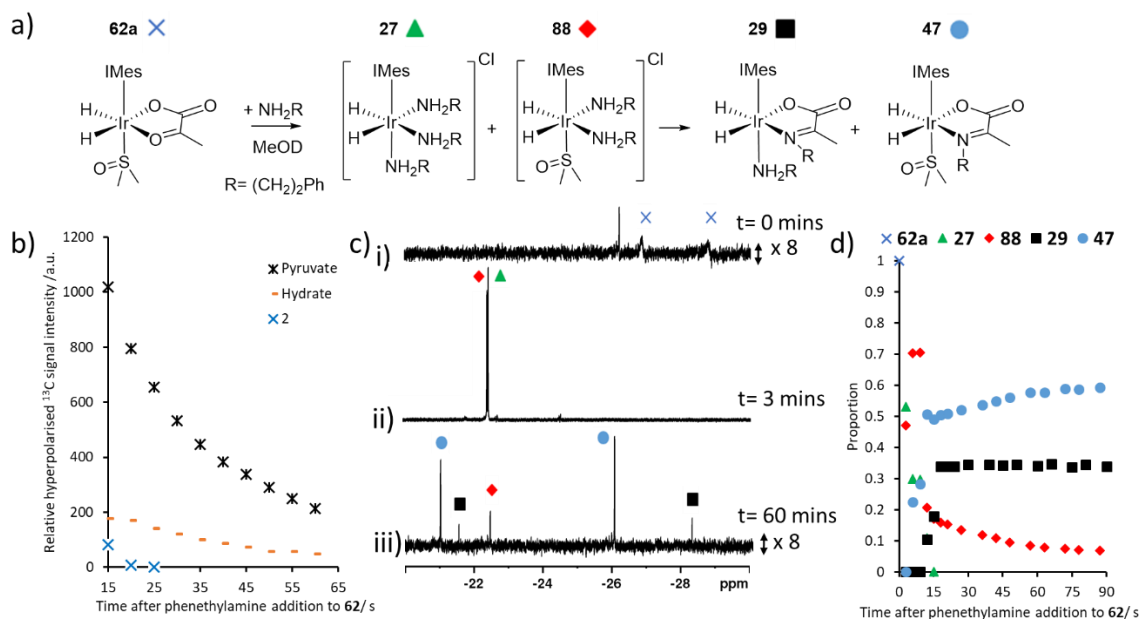 a)
62a 27 88 29 47
IMes
H
H
Ir
O
O
O
S
O
+ NH2R
MeOD
R= (CH2)2Ph
IMes
H
H
Ir
NH2R
NH2R
NH2R
Cl
+
IMes
H
H
Ir
NH2R
NH2R
S
O
Cl
IMes
H
H
Ir
O
O
N
R
NH2R
+
IMes
H
H
Ir
O
O
N
R
S
O
b)
Relative hyperpolarised 13C signal intensity /a.u.
1200
1000
800
600
400
200
0
15 25 35 45 55 65
Time after phenethylamine addition to 62/ s
Pyruvate
Hydrate
2
c)
i)
t= 0 mins
x 8
ii)
t= 3 mins
iii)
t= 60 mins
x 8
-22 -24 -26 -28 ppm
d)
62a 27 88 29 47
Proportion
1
0.9
0.8
0.7
0.6
0.5
0.4
0.3
0.2
0.1
0
0 15 30 45 60 75 90
Time after phenethylamine addition to 62/ s